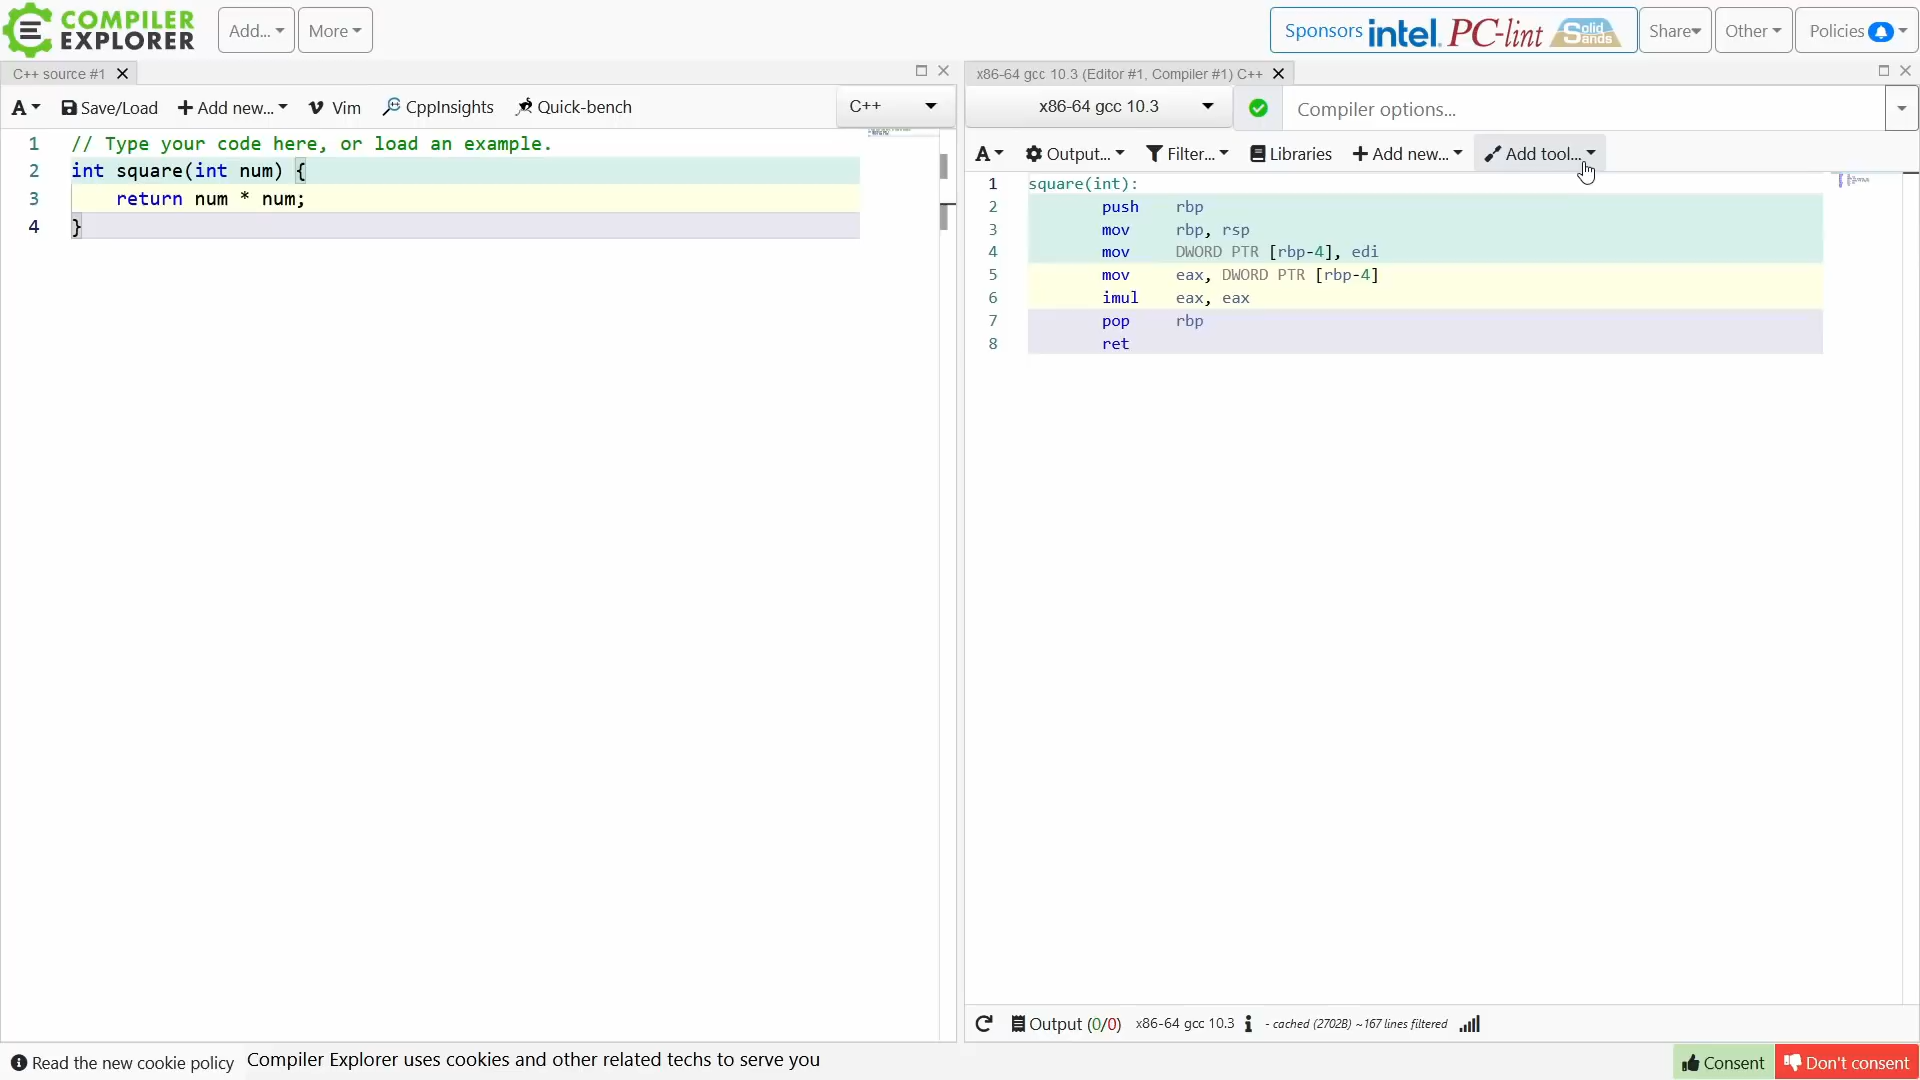 COMPILER
EXPLORER
Add... More
Sponsors intel. PC-lint Solid Sands Share Other Policies
C++ source #1
A Save/Load Add new... Vim CppInsights Quick-bench C++
1 // Type your code here, or load an example.
2 int square(int num) {
3 return num * num;
4 }
x86-64 gcc 10.3 (Editor #1, Compiler #1) C++
x86-64 gcc 10.3 Compiler options...
A Output... Filter... Libraries Add new... Add tool...
1 square(int):
2 push rbp
3 mov rbp, rsp
4 mov DWORD PTR [rbp-4], edi
5 mov eax, DWORD PTR [rbp-4]
6 imul eax, eax
7 pop rbp
8 ret
Output (0/0) x86-64 gcc 10.3 - cached (2702B) ~167 lines filtered
Read the new cookie policy Compiler Explorer uses cookies and other related techs to serve you Consent Don't consent